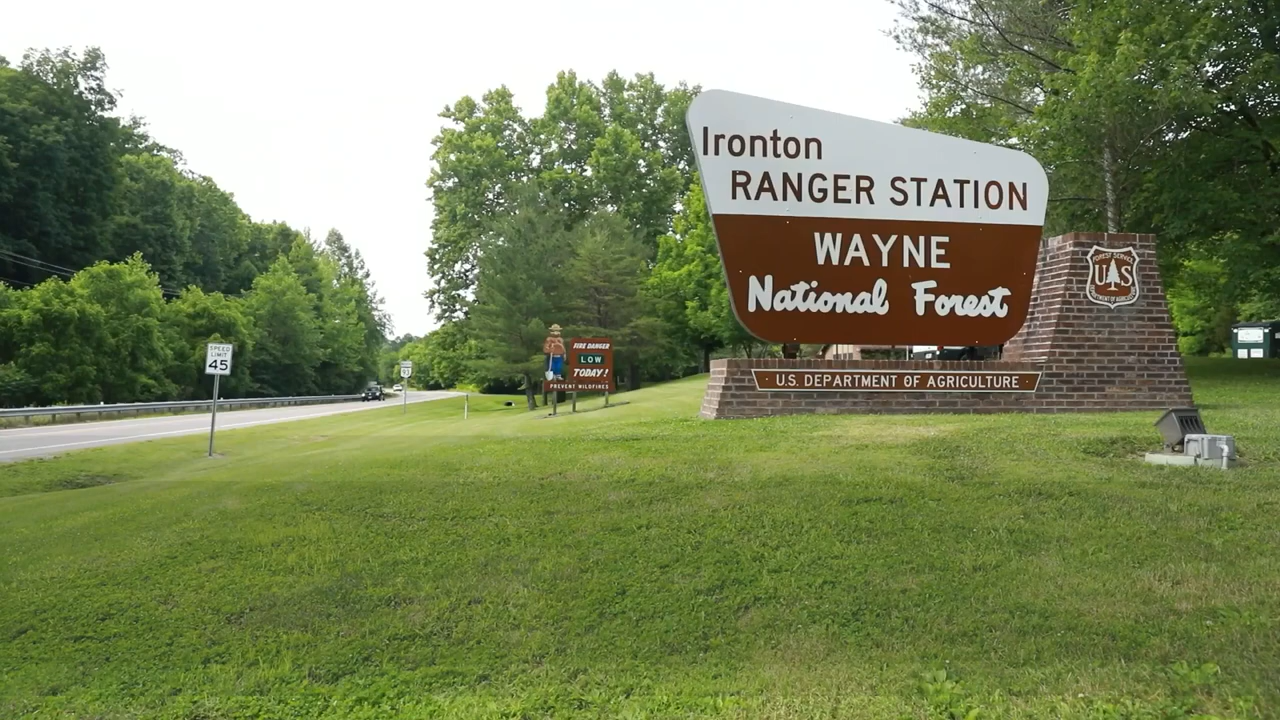 Ironton
RANGER STATION
WAYNE
National Forest
U.S. DEPARTMENT OF AGRICULTURE
FOREST SERVICE
U S
DEPARTMENT OF AGRICULTURE
FIRE DANGER
LOW
TODAY!
PREVENT WILDFIRES
SPEED
LIMIT
45